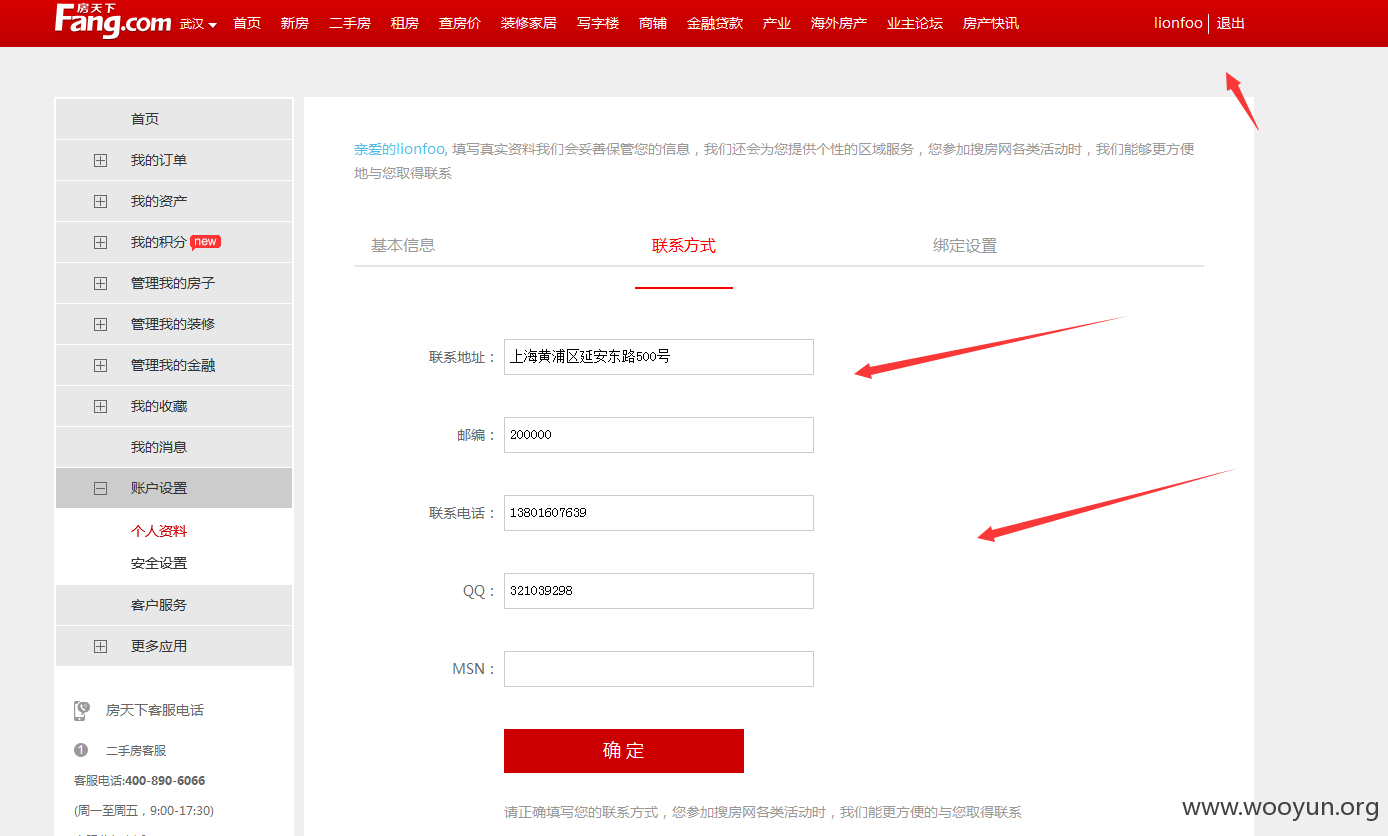 房天下
Fang.com 武汉 首页 新房 二手房 租房 查房价 装修家居 写字楼 商铺 金融贷款 产业 海外房产 业主论坛 房产快讯 lionfoo 退出
首页
我的订单
我的资产
我的积分 new
管理我的房子
管理我的装修
管理我的金融
我的收藏
我的消息
账户设置
个人资料
安全设置
客户服务
更多应用
房天下客服电话
1 二手房客服
客服电话:400-890-6066
(周一至周五，9:00-17:30)
亲爱的lionfoo, 填写真实资料我们会妥善保管您的信息，我们还会为您提供个性的区域服务，您参加搜房网各类活动时，我们能够更方便
地与您取得联系
基本信息 联系方式 绑定设置
联系地址： 上海黄浦区延安东路500号
邮编： 200000
联系电话： 13801607639
QQ： 321039298
MSN：
确 定
请正确填写您的联系方式，您参加搜房网各类活动时，我们能更方便的与您取得联系
www.wooyun.org